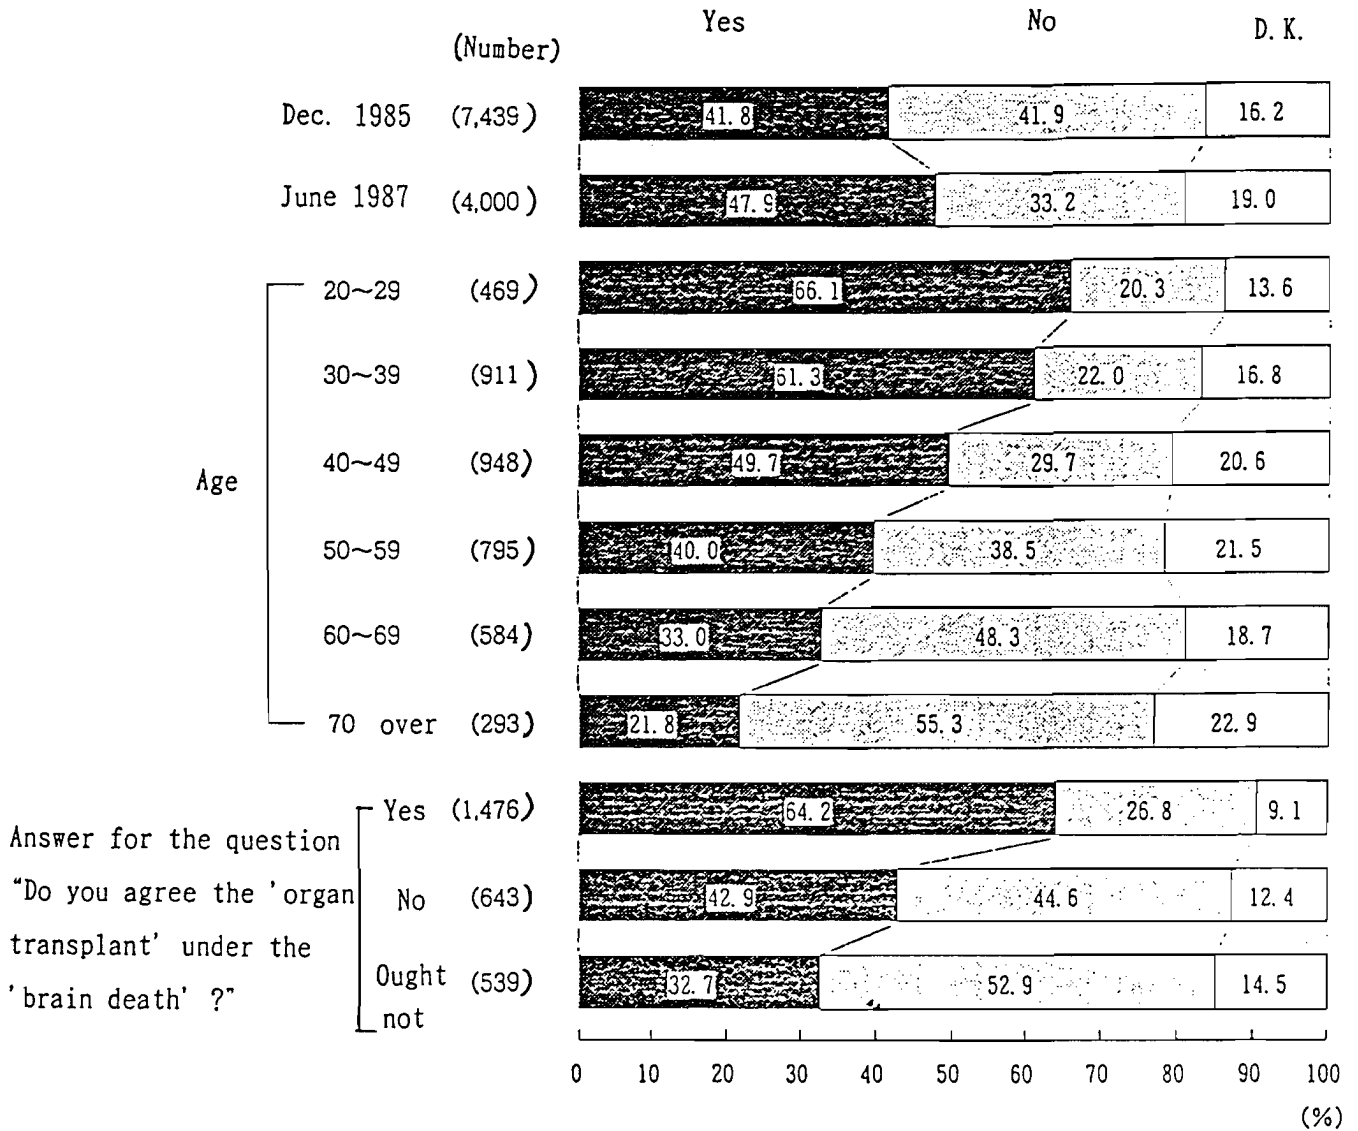 Yes No D. K.
(Number)
Dec. 1985 (7,439) 41.8 41.9 16.2
June 1987 (4,000) 47.9 33.2 19.0
20~29 (469) 66.1 20.3 13.6
30~39 (911) 61.3 22.0 16.8
40~49 (948) 49.7 29.7 20.6
Age
50~59 (795) 40.0 38.5 21.5
60~69 (584) 33.0 48.3 18.7
70 over (293) 21.8 55.3 22.9
Yes (1,476) 64.2 26.8 9.1
Answer for the question
"Do you agree the 'organ
transplant' under the
'brain death' ?"
No (643) 42.9 44.6 12.4
Ought
not (539) 32.7 52.9 14.5
0 10 20 30 40 50 60 70 80 90 100
(%)